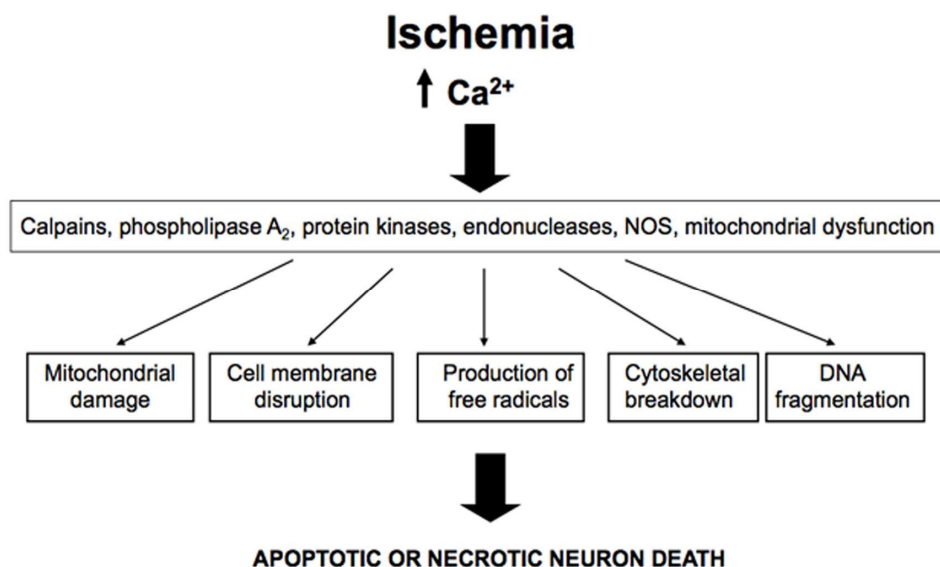 Ischemia
Ca²⁺
Calpains, phospholipase A₂, protein kinases, endonucleases, NOS, mitochondrial dysfunction
Mitochondrial
damage
Cell membrane
disruption
Production of
free radicals
Cytoskeletal
breakdown
DNA
fragmentation
APOPTOTIC OR NECROTIC NEURON DEATH